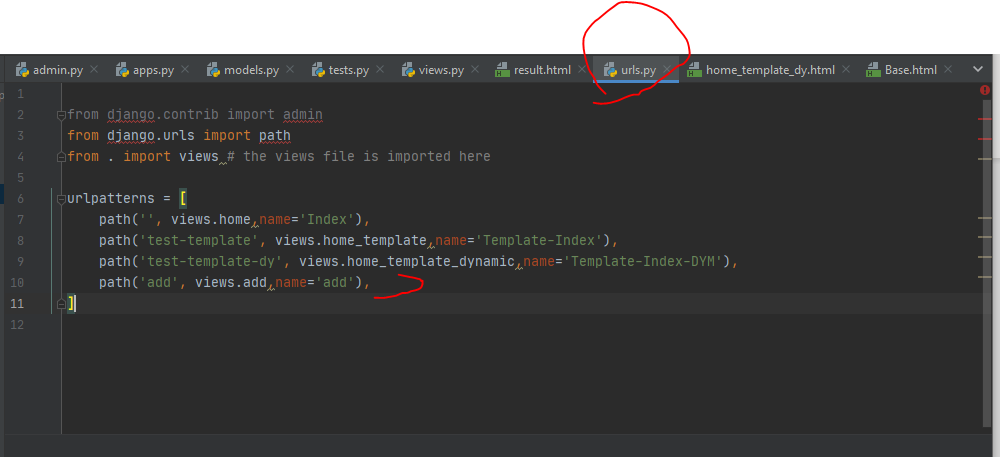 admin.py apps.py models.py tests.py views.py result.html urls.py home_template_dy.html Base.html
1
2 from django.contrib import admin
3 from django.urls import path
4 from . import views # the views file is imported here
5
6 urlpatterns = [
7 path('', views.home,name='Index'),
8 path('test-template', views.home_template,name='Template-Index'),
9 path('test-template-dy', views.home_template_dynamic,name='Template-Index-DYM'),
10 path('add', views.add,name='add'),
11 ]
12